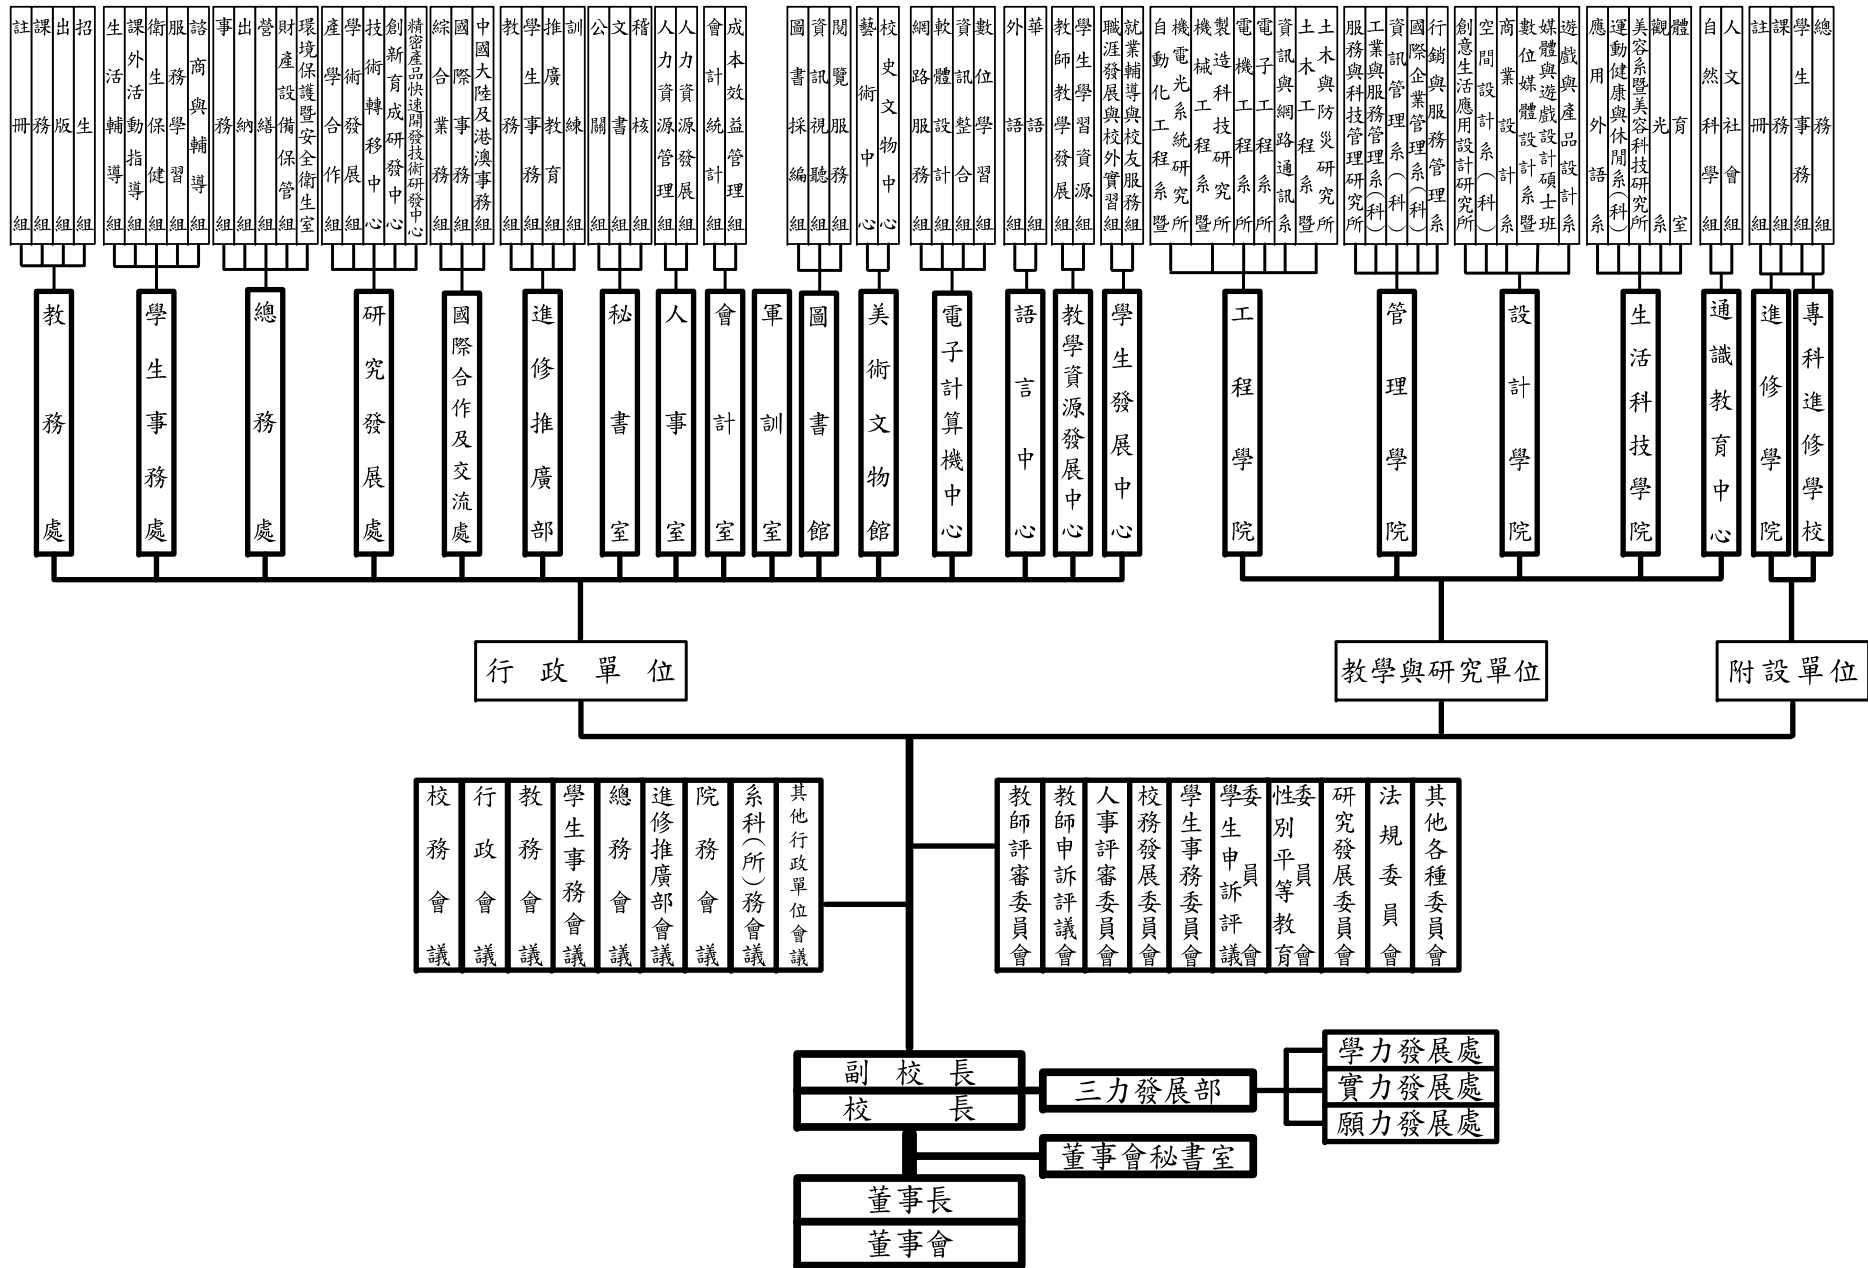 註冊組
課務組
出版組
招生組
生活輔導組
課外活動指導組
衛生保健組
服務學習組
諮商與輔導組
事務組
出納組
營繕組
財產設備保管組
環境保護暨安全衛生室
產學合作組
學術發展組
技術轉移中心
創新育成研發中心
精密產品快速開發技術研發中心
綜合業務組
國際事務組
中國大陸及港澳事務組
教務組
學生事務組
推廣教育組
訓練組
公關組
文書組
稽核組
人力資源管理組
人力資源發展組
會計統計組
成本效益管理組
圖書採編組
資訊視聽組
閱覽服務組
藝術中心
校史文物中心
網路服務組
軟體設計組
資訊整合組
數位學習組
外語組
華語組
教師教學發展組
學生學習資源組
職涯發展與校外實習組
就業輔導與校友服務組
自動化工程系暨
機電光系統研究所
機械工程系暨
製造科技研究所
電機工程系
電子工程系
資訊與網路通訊系
土木工程系暨
土木與防災研究所
服務與科技管理研究所
工業與服務管理系(科)
資訊管理系(科)
國際企業管理系(科)
行銷與服務管理系
創意生活應用設計研究所
空間設計系(科)
商業設計系
數位媒體設計系暨
媒體與遊戲設計碩士班
遊戲與產品設計系
應用外語系
運動健康與休閒系(科)
美容系暨美容科技研究所
觀光系
體育室
自然科學組
人文社會組
註冊組
課務組
學生事務組
總務組
教務處
學生事務處
總務處
研究發展處
國際合作及交流處
進修推廣部
秘書室
人事室
會計室
軍訓室
圖書館
美術文物館
電子計算機中心
語言中心
教學資源發展中心
學生發展中心
工程學院
管理學院
設計學院
生活科技學院
通識教育中心
進修學院
專科進修學校
行政單位
教學與研究單位
附設單位
校務會議
行政會議
教務會議
學生事務會議
總務會議
進修推廣部會議
院務會議
系科(所)務會議
其他行政單位會議
教師評審委員會
教師申訴評議會
人事評審委員會
校務發展委員會
學生事務委員會
學生申訴評議
委員會
性別平等教育
委員會
研究發展委員會
法規委員會
其他各種委員會
副校長
校長
三力發展部
學力發展處
實力發展處
願力發展處
董事會秘書室
董事長
董事會